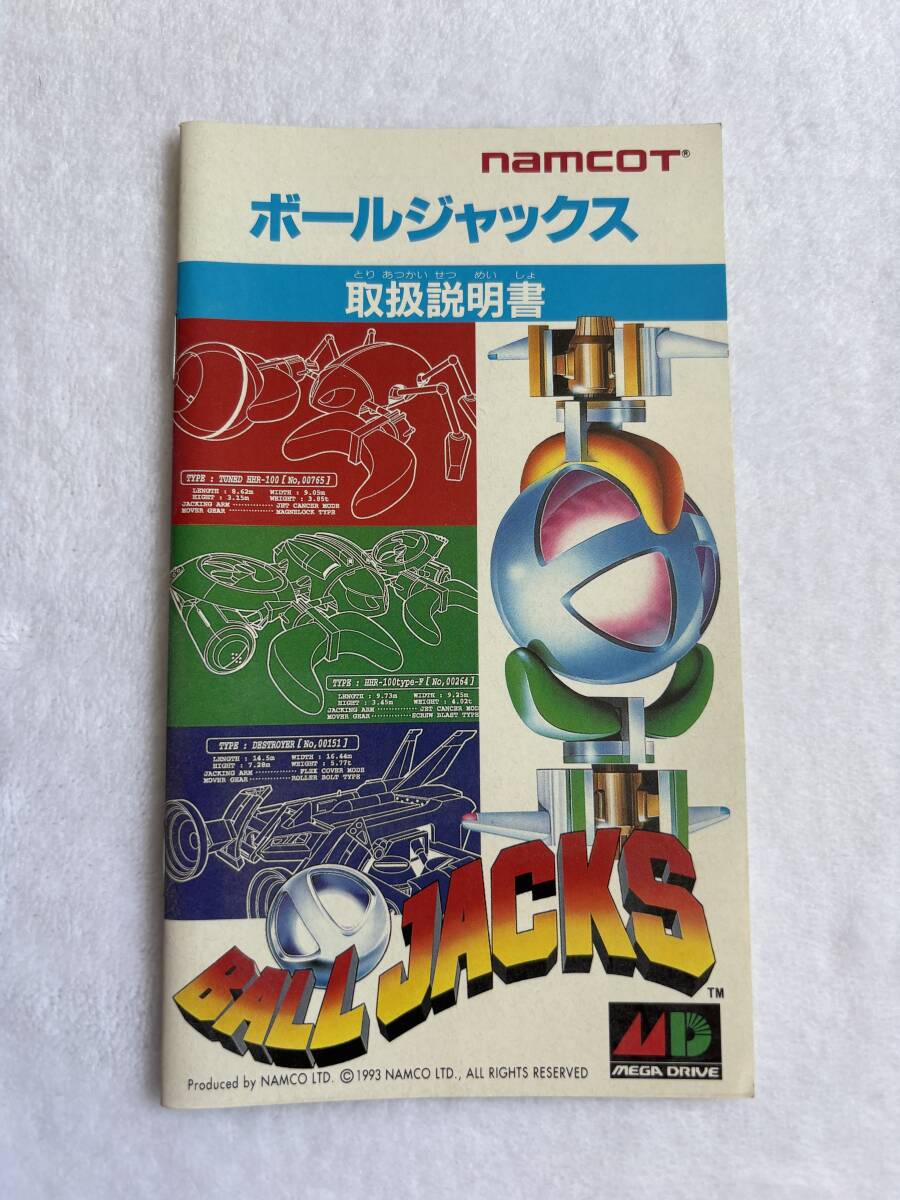 namcoT®
ボールジャックス
とり あつかい せつ めい しょ
取扱説明書
TYPE : TUNED HHR-100 [No,00765]
LENGTH : 8.62m WIDTH : 9.05m
HIGHT : 3.15m WEIGHT : 3.85t
JACKING ARM ·············· JET CANCER MODE
MOVER GEAR ·············· MAGNELOCK TYPE
TYPE : HHR-100type-F [No,00264]
LENGTH : 9.73m WIDTH : 9.25m
HIGHT : 3.45m WEIGHT : 4.02t
JACKING ARM ·············· JET CANCER MOD
MOVER GEAR ·············· SCREW BLAST TYPE
TYPE : DESTROYER [No,00151]
LENGTH : 14.5m WIDTH : 16.44m
HIGHT : 7.28m WEIGHT : 5.77t
JACKING ARM ·············· FLEX COVER MODE
MOVER GEAR ·············· ROLLER BOLT TYPE
BALL JACKS
TM
MD
MEGA DRIVE
Produced by NAMCO LTD. ©1993 NAMCO LTD., ALL RIGHTS RESERVED